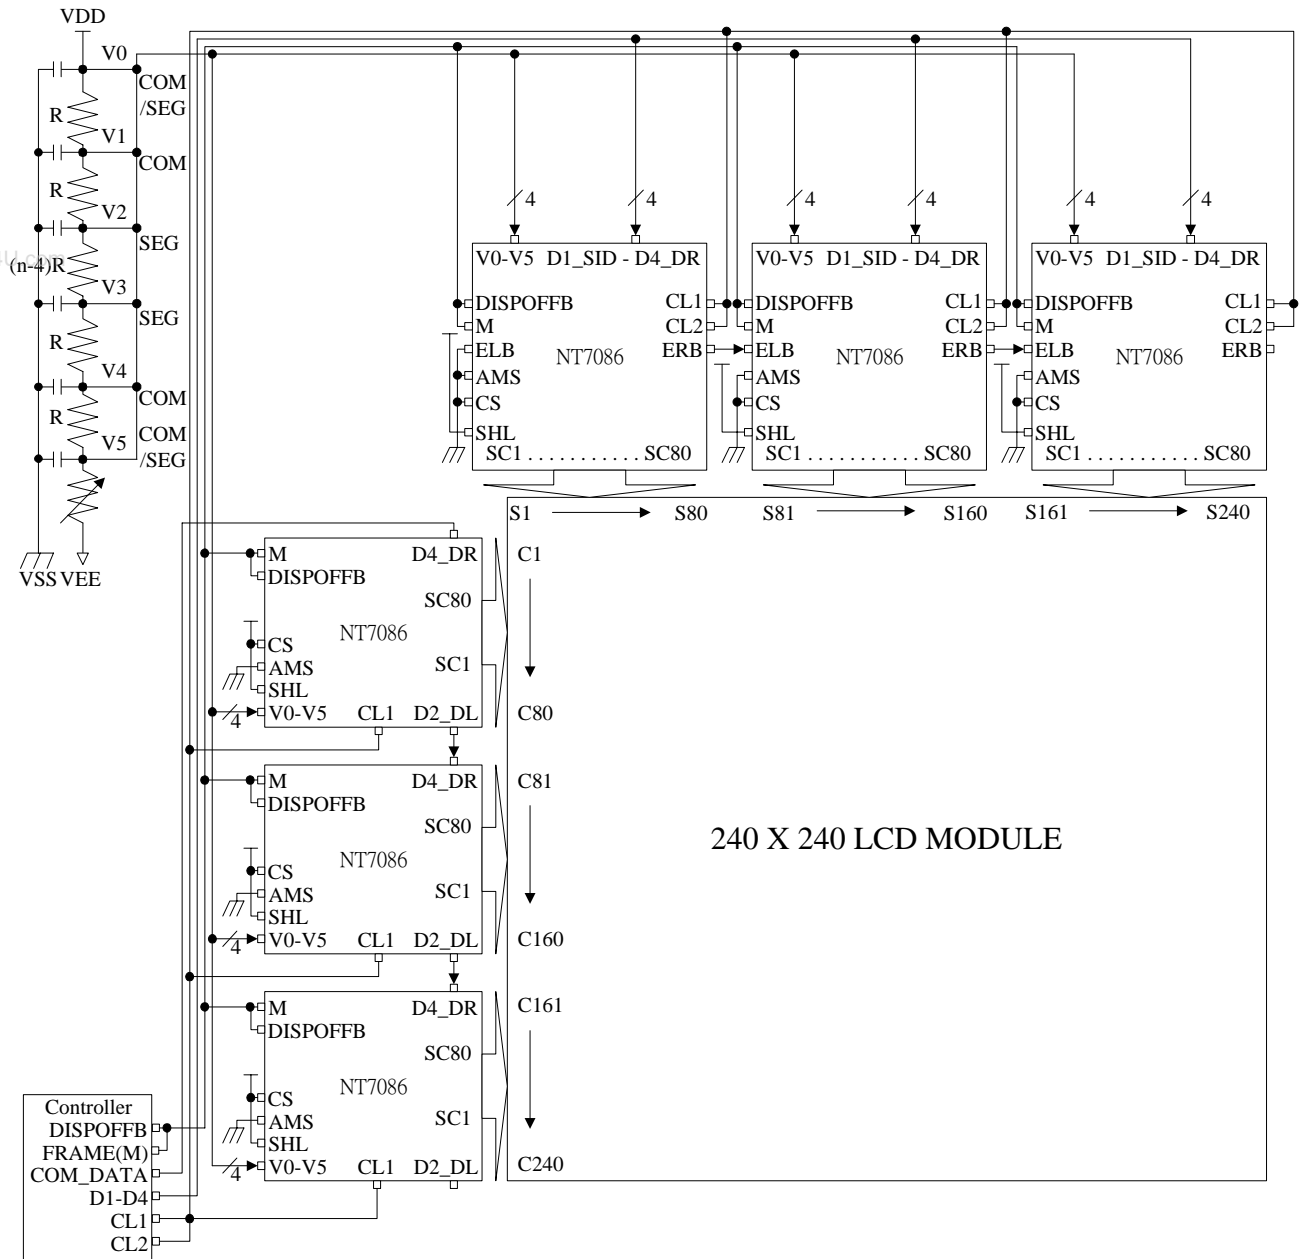 VDD
V0
COM
/SEG
R
V1
COM
R
V2
SEG
(n-4)R
V3
SEG
R
V4
COM
R
COM
V5
/SEG
VSS VEE
4
4
4
4
4
4
V0-V5 D1_SID - D4_DR
DISPOFFB
CL1
M
CL2
ELB
NT7086
ERB
AMS
CS
SHL
SC1 . . . . . . . . . . . SC80
V0-V5 D1_SID - D4_DR
DISPOFFB
CL1
M
CL2
ELB
NT7086
ERB
AMS
CS
SHL
SC1 . . . . . . . . . . . SC80
V0-V5 D1_SID - D4_DR
DISPOFFB
CL1
M
CL2
ELB
NT7086
ERB
AMS
CS
SHL
SC1 . . . . . . . . . . . SC80
S1 S80 S81 S160 S161 S240
M
D4_DR
DISPOFFB
SC80
NT7086
CS
AMS
SC1
SHL
4
V0-V5 CL1 D2_DL
C1
C80
M
D4_DR
DISPOFFB
SC80
NT7086
CS
AMS
SC1
SHL
4
V0-V5 CL1 D2_DL
C81
C160
240 X 240 LCD MODULE
M
D4_DR
DISPOFFB
SC80
NT7086
CS
AMS
SC1
SHL
4
V0-V5 CL1 D2_DL
C161
C240
Controller
DISPOFFB
FRAME(M)
COM_DATA
D1-D4
CL1
CL2